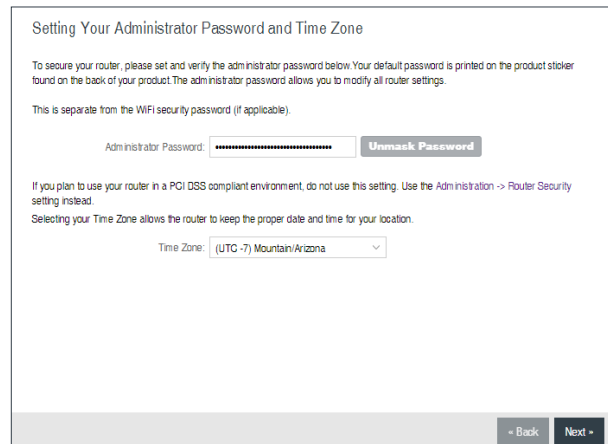 Setting Your Administrator Password and Time Zone
To secure your router, please set and verify the administrator password below.Your default password is printed on the product sticker
found on the back of your product.The administrator password allows you to modify all router settings.
This is separate from the WiFi security password (if applicable).
Administrator Password: •••••••••••••••••••••••••••••••••• Unmask Password
If you plan to use your router in a PCI DSS compliant environment, do not use this setting. Use the Administration -> Router Security
setting instead.
Selecting your Time Zone allows the router to keep the proper date and time for your location.
Time Zone: (UTC -7) Mountain/Arizona
« Back Next »